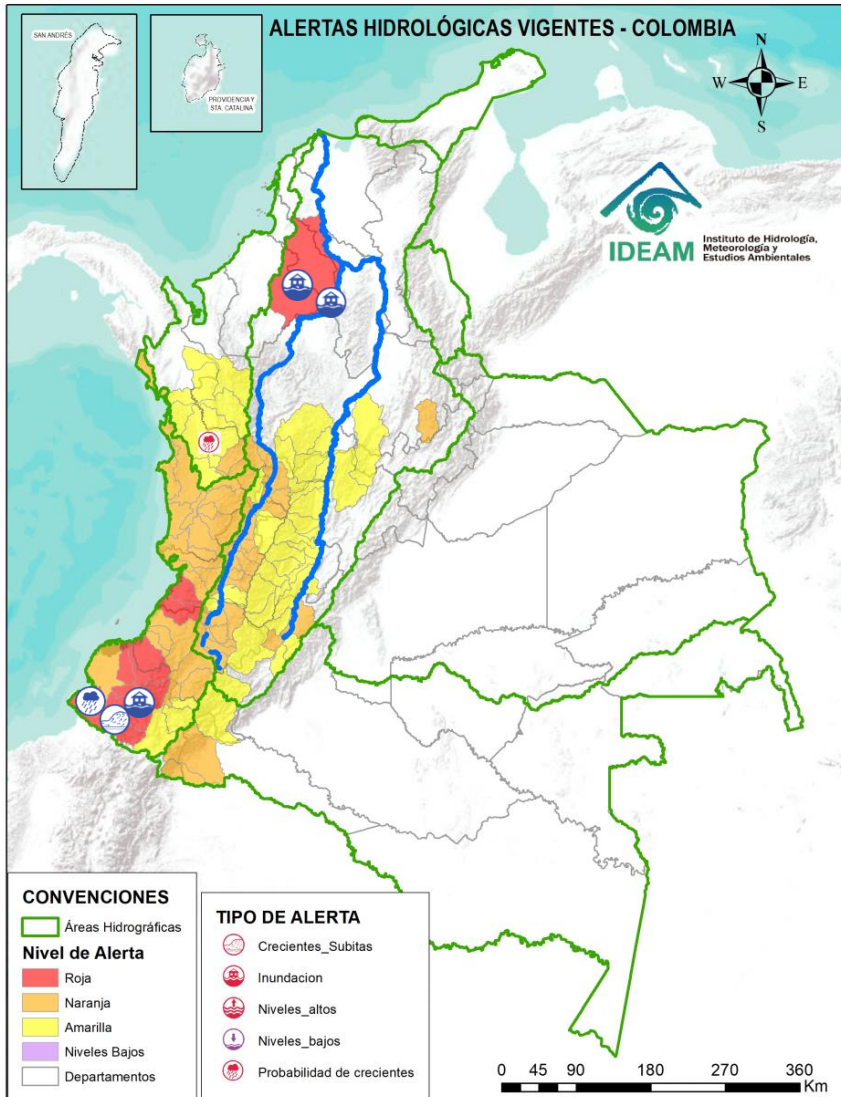 ALERTAS HIDROLÓGICAS VIGENTES - COLOMBIA
SAN ANDRÉS
PROVIDENCIA Y
STA. CATALINA
N
W
E
S
IDEAM
Instituto de Hidrología,
Meteorología y
Estudios Ambientales
CONVENCIONES
Áreas Hidrográficas
Nivel de Alerta
Roja
Naranja
Amarilla
Niveles Bajos
Departamentos
TIPO DE ALERTA
Crecientes_Subitas
Inundacion
Niveles_altos
Niveles_bajos
Probabilidad de crecientes
0 45 90 180 270 360
Km